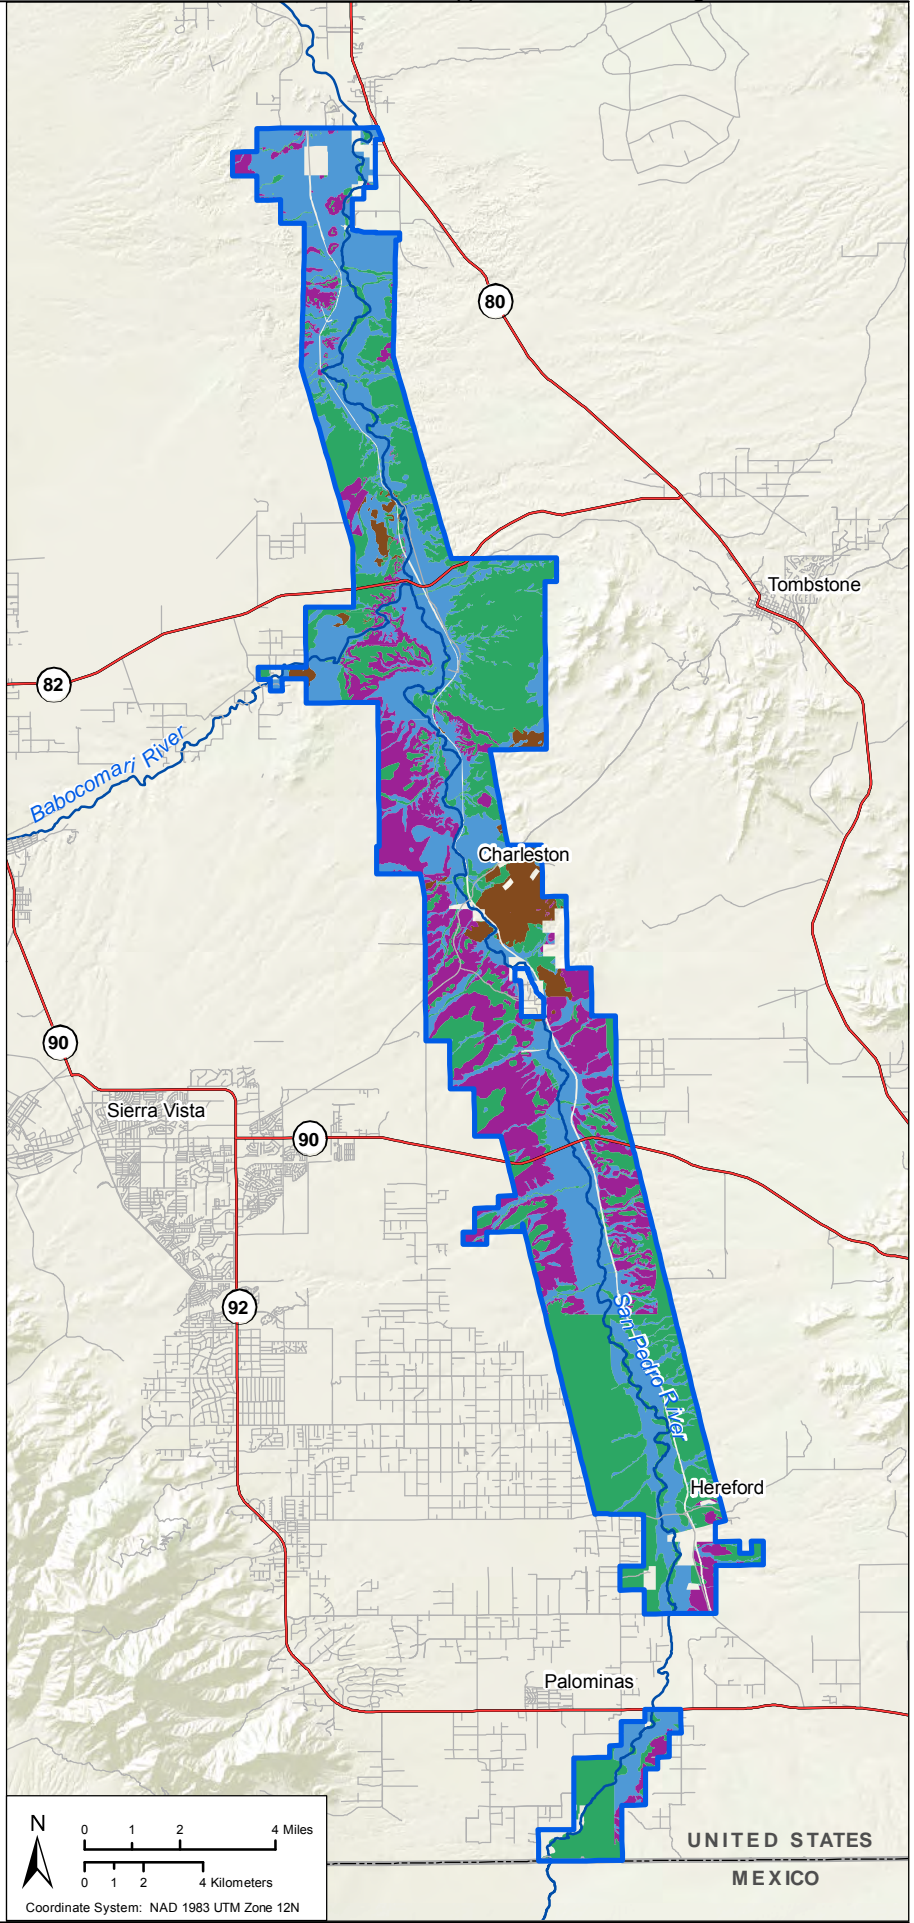 80
Tombstone
82
Babocomari River
Charleston
90
Sierra Vista
90
92
San Pedro River
Hereford
Palominas
UNITED STATES
MEXICO
N
0 1 2 4 Miles
0 1 2 4 Kilometers
Coordinate System: NAD 1983 UTM Zone 12N